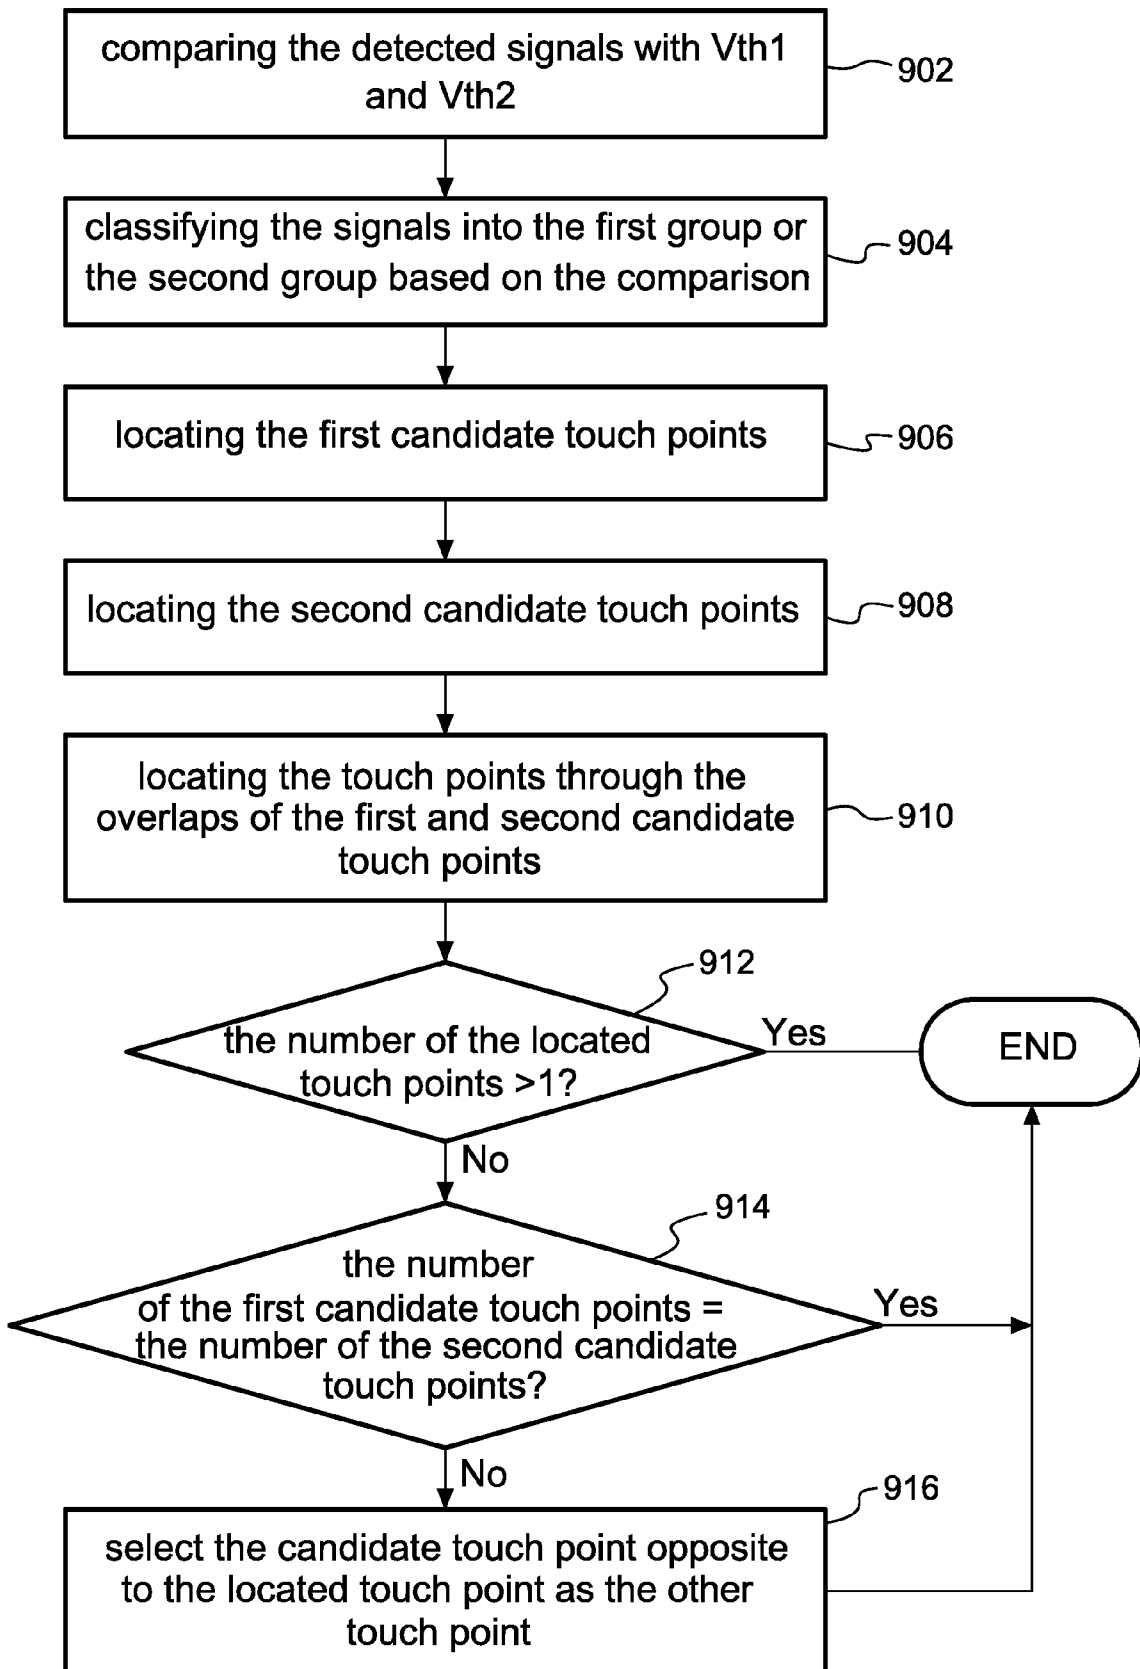 comparing the detected signals with Vth1
and Vth2
902
classifying the signals into the first group or
the second group based on the comparison
904
locating the first candidate touch points
906
locating the second candidate touch points
908
locating the touch points through the
overlaps of the first and second candidate
touch points
910
912
the number of the located
touch points >1?
Yes
END
No
914
the number
of the first candidate touch points =
the number of the second candidate
touch points?
Yes
No
916
select the candidate touch point opposite
to the located touch point as the other
touch point